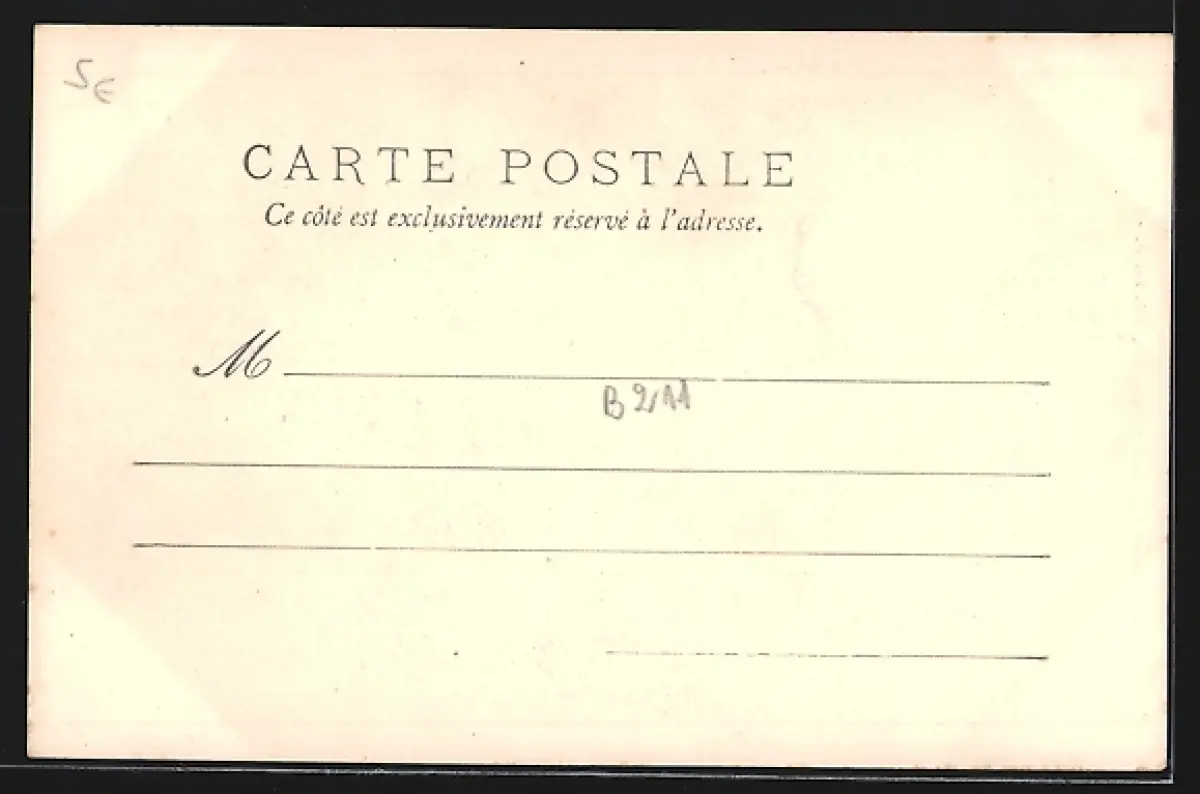 5€
CARTE POSTALE
Ce côté est exclusivement réservé à l'adresse.
M
B 2/11